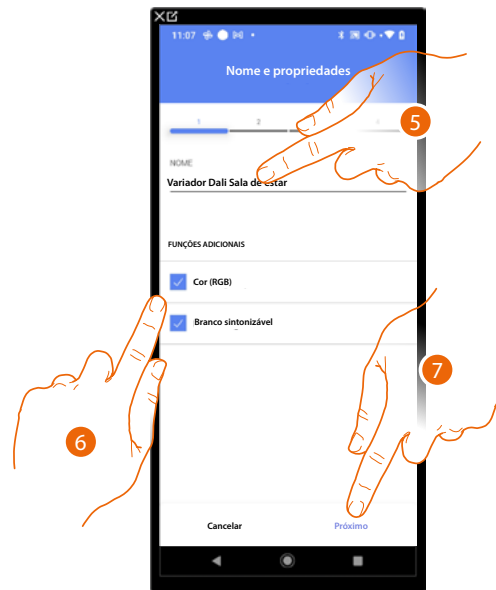 11:07
Nome e propriedades
1 2
5
NOME
Variador Dali Sala de estar
FUNÇÕES ADICIONAIS
Cor (RGB)
Branco sintonizável
7
6
Cancelar Próximo